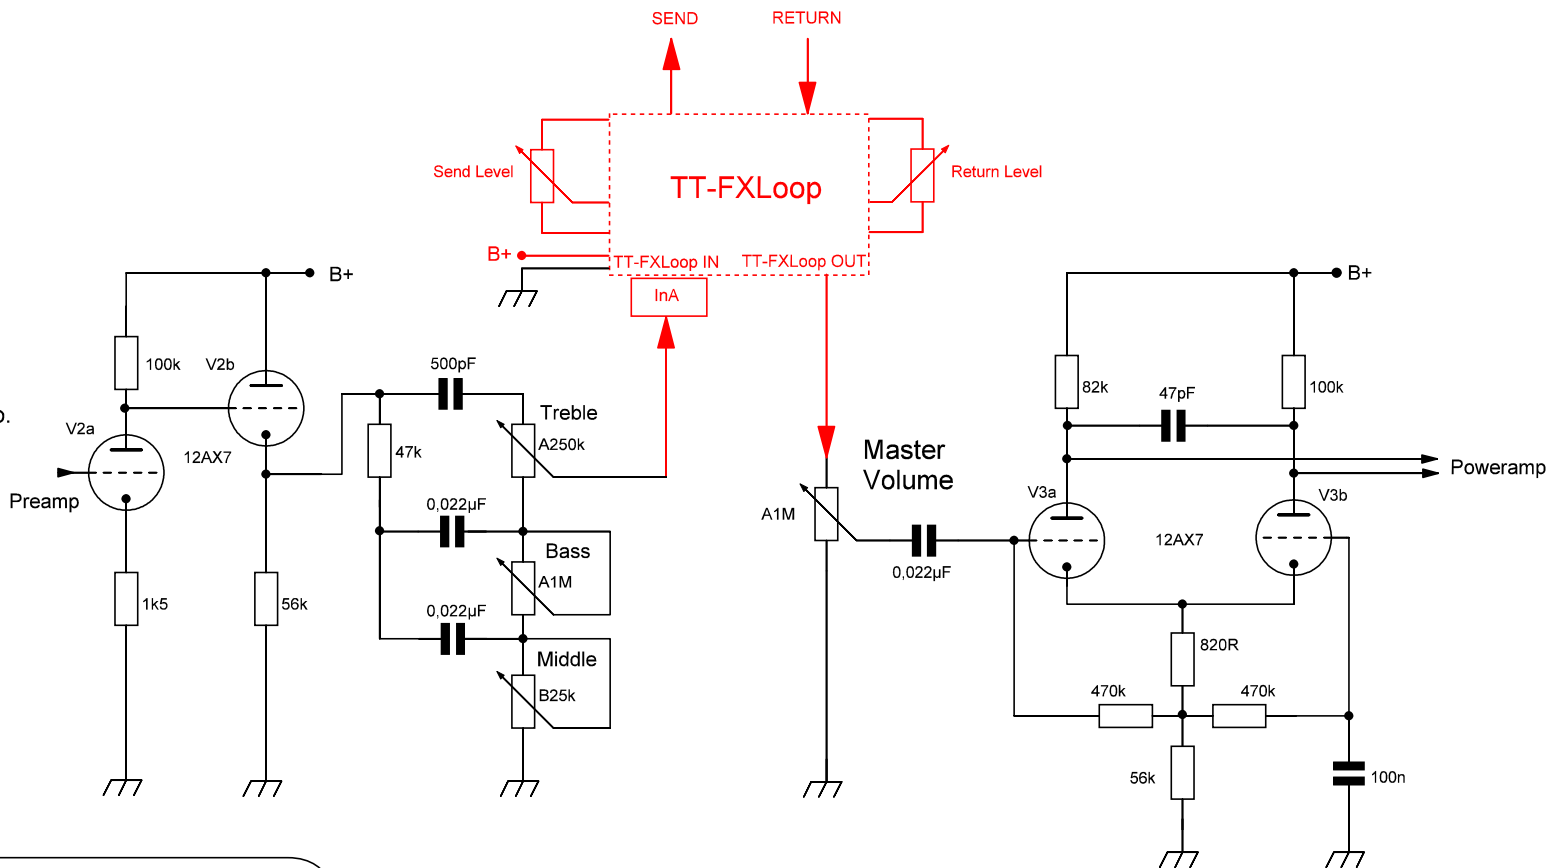 SEND
RETURN
Send Level
TT-FXLoop
Return Level
B+
TT-FXLoop IN
TT-FXLoop OUT
InA
B+
B+
100k
V2b
500pF
82k
100k
47pF
V2a
Treble
A250k
12AX7
47k
Master
Volume
Poweramp
Preamp
0,022µF
A1M
V3a
V3b
12AX7
Bass
A1M
0,022µF
1k5
56k
0,022µF
Middle
B25k
820R
470k
470k
56k
100n